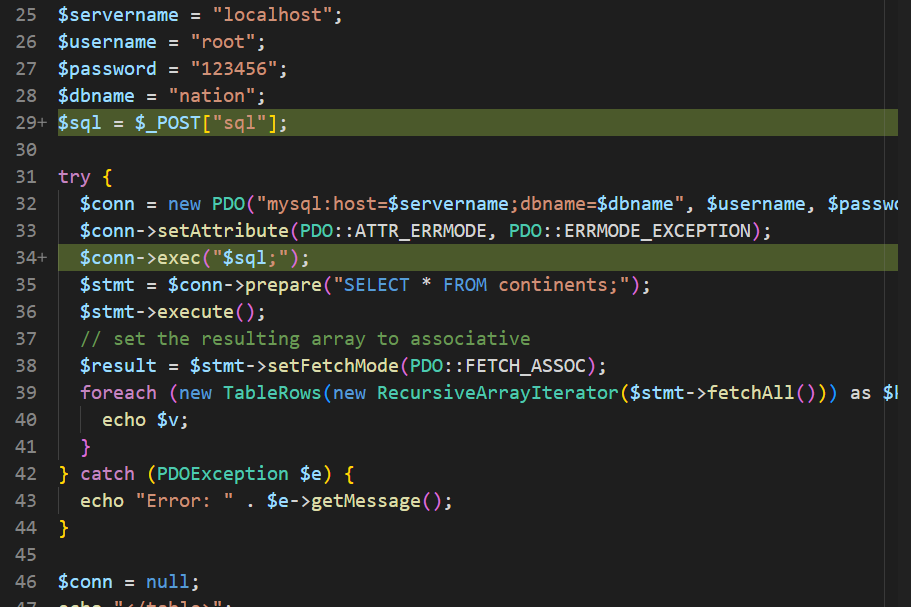 25 $servername = "localhost";
26 $username = "root";
27 $password = "123456";
28 $dbname = "nation";
29+ $sql = $_POST["sql"];
30
31 try {
32 $conn = new PDO("mysql:host=$servername;dbname=$dbname", $username, $passw
33 $conn->setAttribute(PDO::ATTR_ERRMODE, PDO::ERRMODE_EXCEPTION);
34+ $conn->exec("$sql;");
35 $stmt = $conn->prepare("SELECT * FROM continents;");
36 $stmt->execute();
37 // set the resulting array to associative
38 $result = $stmt->setFetchMode(PDO::FETCH_ASSOC);
39 foreach (new TableRows(new RecursiveArrayIterator($stmt->fetchAll())) as $k
40 echo $v;
41 }
42 } catch (PDOException $e) {
43 echo "Error: " . $e->getMessage();
44 }
45
46 $conn = null;
47 echo "</table>";